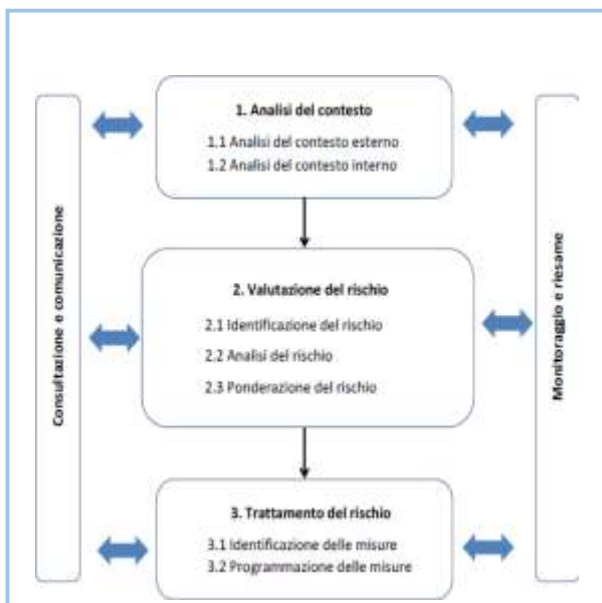 Consultazione e comunicazione
1. Analisi del contesto
1.1 Analisi del contesto esterno
1.2 Analisi del contesto interno
2. Valutazione del rischio
2.1 Identificazione del rischio
2.2 Analisi del rischio
2.3 Ponderazione del rischio
3. Trattamento del rischio
3.1 Identificazione delle misure
3.2 Programmazione delle misure
Monitoraggio e riesame